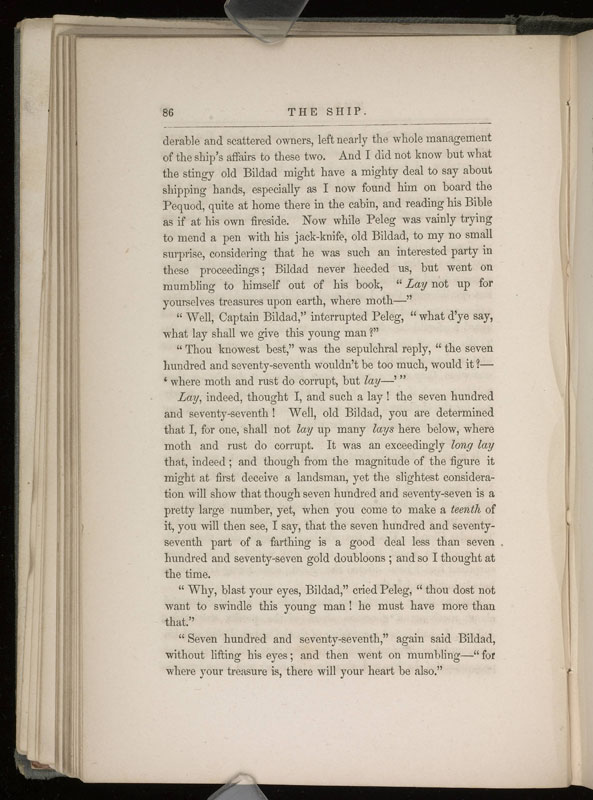 86 THE SHIP.
derable and scattered owners, left nearly the whole management
of the ship's affairs to these two. And I did not know but what
the stingy old Bildad might have a mighty deal to say about
shipping hands, especially as I now found him on board the
Pequod, quite at home there in the cabin, and reading his Bible
as if at his own fireside. Now while Peleg was vainly trying
to mend a pen with his jack-knife, old Bildad, to my no small
surprise, considering that he was such an interested party in
these proceedings; Bildad never heeded us, but went on
mumbling to himself out of his book, “Lay not up for
yourselves treasures upon earth, where moth—”
“Well, Captain Bildad,” interrupted Peleg, “what d'ye say,
what lay shall we give this young man?”
“Thou knowest best,” was the sepulchral reply, “the seven
hundred and seventy-seventh wouldn't be too much, would it?—
‘where moth and rust do corrupt, but lay—’”
Lay, indeed, thought I, and such a lay! the seven hundred
and seventy-seventh! Well, old Bildad, you are determined
that I, for one, shall not lay up many lays here below, where
moth and rust do corrupt. It was an exceedingly long lay
that, indeed; and though from the magnitude of the figure it
might at first deceive a landsman, yet the slightest considera-
tion will show that though seven hundred and seventy-seven is a
pretty large number, yet, when you come to make a teenth of
it, you will then see, I say, that the seven hundred and seventy-
seventh part of a farthing is a good deal less than seven
hundred and seventy-seven gold doubloons; and so I thought at
the time.
“Why, blast your eyes, Bildad,” cried Peleg, “thou dost not
want to swindle this young man! he must have more than
that.”
“Seven hundred and seventy-seventh,” again said Bildad,
without lifting his eyes; and then went on mumbling—“for
where your treasure is, there will your heart be also.”